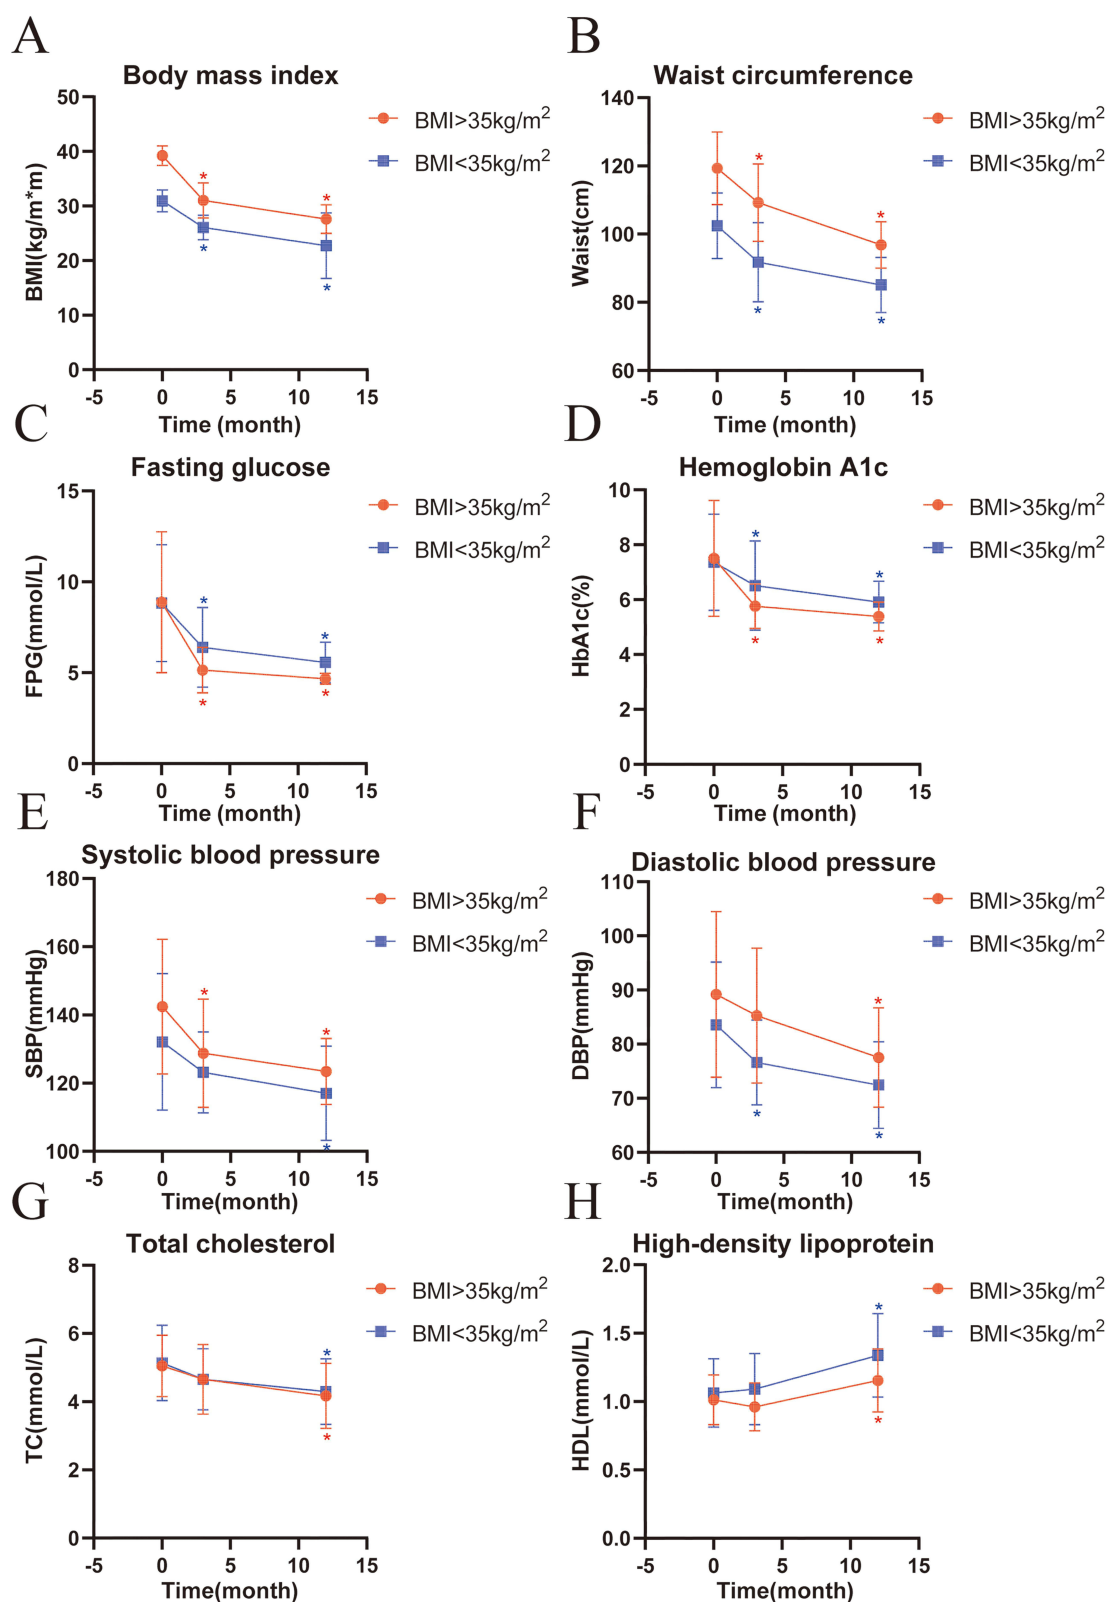 A
Body mass index
BMI(kg/m*m)
50
40
30
20
10
0
-5 0 5 10 15
Time (month)
*
*
*
*
BMI>35kg/m²
BMI<35kg/m²
B
Waist circumference
Waist(cm)
140
120
100
80
60
-5 0 5 10 15
Time (month)
*
*
*
*
BMI>35kg/m²
BMI<35kg/m²
C
Fasting glucose
FPG(mmol/L)
15
10
5
0
-5 0 5 10 15
Time (month)
*
*
*
*
BMI>35kg/m²
BMI<35kg/m²
D
Hemoglobin A1c
HbA1c(%)
10
8
6
4
2
0
-5 0 5 10 15
Time (month)
*
*
*
*
BMI>35kg/m²
BMI<35kg/m²
E
Systolic blood pressure
SBP(mmHg)
180
160
140
120
100
-5 0 5 10 15
Time(month)
*
*
*
BMI>35kg/m²
BMI<35kg/m²
F
Diastolic blood pressure
DBP(mmHg)
110
100
90
80
70
60
-5 0 5 10 15
Time(month)
*
*
*
BMI>35kg/m²
BMI<35kg/m²
G
Total cholesterol
TC(mmol/L)
8
6
4
2
0
-5 0 5 10 15
Time(month)
*
*
BMI>35kg/m²
BMI<35kg/m²
H
High-density lipoprotein
HDL(mmol/L)
2.0
1.5
1.0
0.5
0.0
-5 0 5 10 15
Time(month)
*
*
BMI>35kg/m²
BMI<35kg/m²